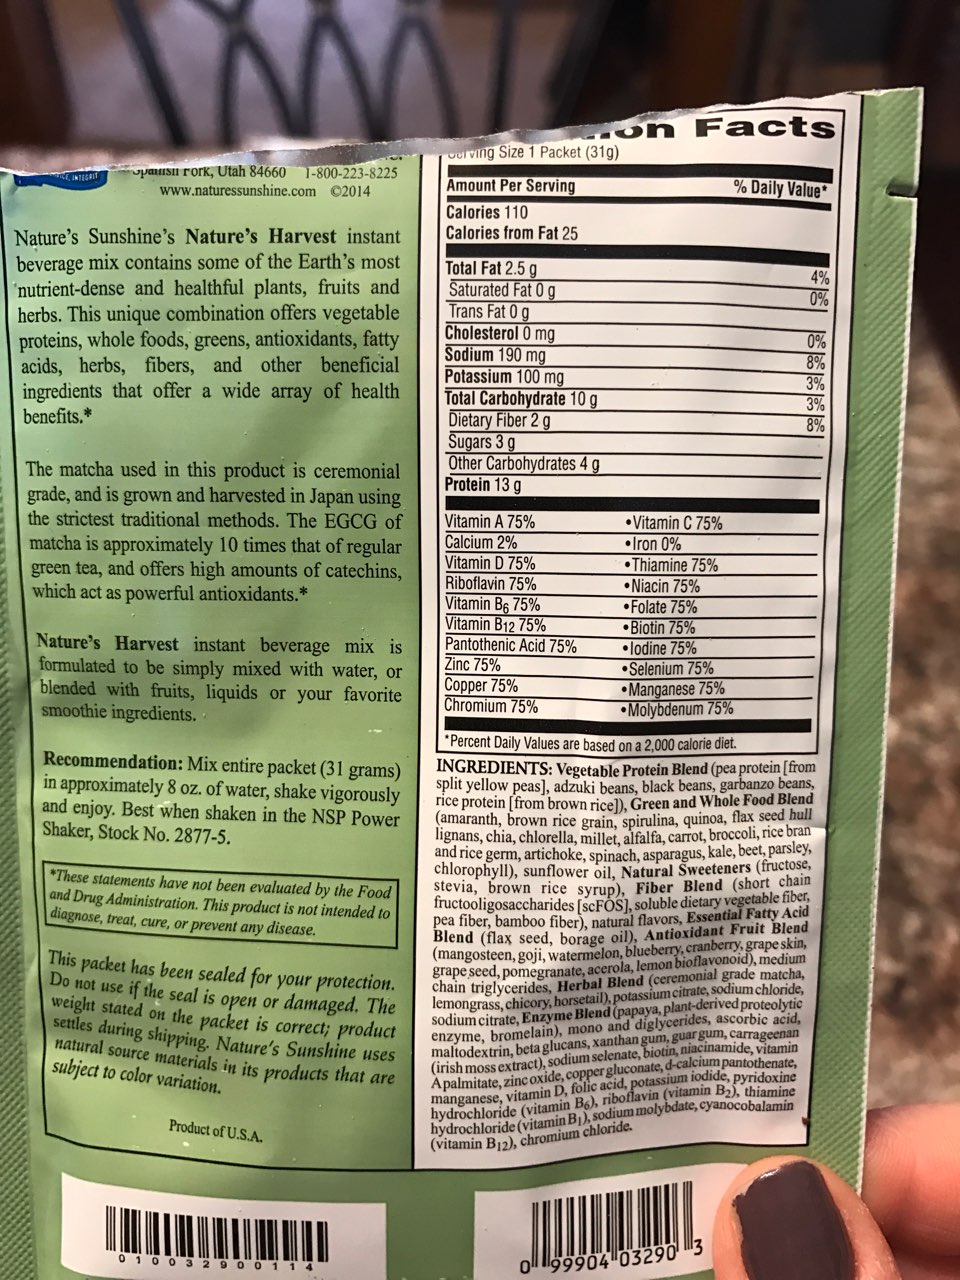 INTEGRITY
Spanish Fork, Utah 84660 1-800-223-8225
www.naturessunshine.com ©2014
Nature's Sunshine's Nature's Harvest instant
beverage mix contains some of the Earth's most
nutrient-dense and healthful plants, fruits and
herbs. This unique combination offers vegetable
proteins, whole foods, greens, antioxidants, fatty
acids, herbs, fibers, and other beneficial
ingredients that offer a wide array of health
benefits.*
The matcha used in this product is ceremonial
grade, and is grown and harvested in Japan using
the strictest traditional methods. The EGCG of
matcha is approximately 10 times that of regular
green tea, and offers high amounts of catechins,
which act as powerful antioxidants.*
Nature's Harvest instant beverage mix is
formulated to be simply mixed with water, or
blended with fruits, liquids or your favorite
smoothie ingredients.
Recommendation: Mix entire packet (31 grams)
in approximately 8 oz. of water, shake vigorously
and enjoy. Best when shaken in the NSP Power
Shaker, Stock No. 2877-5.
*These statements have not been evaluated by the Food
and Drug Administration. This product is not intended to
diagnose, treat, cure, or prevent any disease.
This packet has been sealed for your protection.
Do not use if the seal is open or damaged. The
weight stated on the packet is correct; product
settles during shipping. Nature's Sunshine uses
natural source materials in its products that are
subject to color variation.
Product of U.S.A.
0 1 0 0 3 2 9 0 0 1 1 4
Facts
Serving Size 1 Packet (31g)
Amount Per Serving % Daily Value*
Calories 110
Calories from Fat 25
Total Fat 2.5 g 4%
Saturated Fat 0 g 0%
Trans Fat 0 g
Cholesterol 0 mg 0%
Sodium 190 mg 8%
Potassium 100 mg 3%
Total Carbohydrate 10 g 3%
Dietary Fiber 2 g 8%
Sugars 3 g
Other Carbohydrates 4 g
Protein 13 g
Vitamin A 75% •Vitamin C 75%
Calcium 2% •Iron 0%
Vitamin D 75% •Thiamine 75%
Riboflavin 75% •Niacin 75%
Vitamin B6 75% •Folate 75%
Vitamin B12 75% •Biotin 75%
Pantothenic Acid 75% •Iodine 75%
Zinc 75% •Selenium 75%
Copper 75% •Manganese 75%
Chromium 75% •Molybdenum 75%
*Percent Daily Values are based on a 2,000 calorie diet.
INGREDIENTS: Vegetable Protein Blend (pea protein [from
split yellow peas], adzuki beans, black beans, garbanzo beans,
rice protein [from brown rice]), Green and Whole Food Blend
(amaranth, brown rice grain, spirulina, quinoa, flax seed hull
lignans, chia, chlorella, millet, alfalfa, carrot, broccoli, rice bran
and rice germ, artichoke, spinach, asparagus, kale, beet, parsley,
chlorophyll), sunflower oil, Natural Sweeteners (fructose,
stevia, brown rice syrup), Fiber Blend (short chain
fructooligosaccharides [scFOS], soluble dietary vegetable fiber,
pea fiber, bamboo fiber), natural flavors, Essential Fatty Acid
Blend (flax seed, borage oil), Antioxidant Fruit Blend
(mangosteen, goji, watermelon, blueberry, cranberry, grape skin,
grape seed, pomegranate, acerola, lemon bioflavonoid), medium
chain triglycerides, Herbal Blend (ceremonial grade matcha,
lemongrass, chicory, horsetail), potassium citrate, sodium chloride,
sodium citrate, Enzyme Blend (papaya, plant-derived proteolytic
enzyme, bromelain), mono and diglycerides, ascorbic acid,
maltodextrin, beta glucans, xanthan gum, guar gum, carrageenan
(irish moss extract), sodium selenate, biotin, niacinamide, vitamin
A palmitate, zinc oxide, copper gluconate, d-calcium pantothenate,
manganese, vitamin D, folic acid, potassium iodide, pyridoxine
hydrochloride (vitamin B6), riboflavin (vitamin B2), thiamine
hydrochloride (vitamin B1), sodium molybdate, cyanocobalamin
(vitamin B12), chromium chloride.
0 99904 03290 3